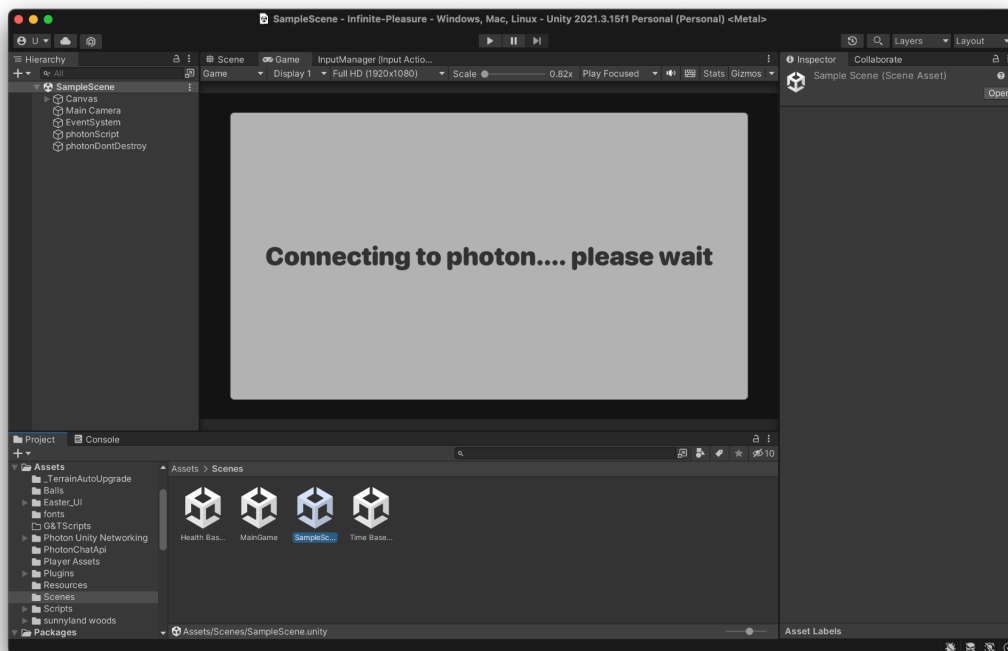 SampleScene - Infinite-Pleasure - Windows, Mac, Linux - Unity 2021.3.15f1 Personal (Personal) <Metal>
U
Layers
Layout
Hierarchy
Scene
Game
InputManager (Input Actio...
Inspector
Collaborate
All
Game
Display 1
Full HD (1920x1080)
Scale
0.82x
Play Focused
Stats
Gizmos
Sample Scene (Scene Asset)
Open
SampleScene
Canvas
Main Camera
EventSystem
photonScript
photonDontDestroy
Connecting to photon.... please wait
Project
Console
10
Assets
_TerrainAutoUpgrade
Balls
Easter_UI
fonts
G&TScripts
Photon Unity Networking
PhotonChatApi
Player Assets
Plugins
Resources
Scenes
Scripts
sunnyland woods
Packages
Assets > Scenes
Health Bas...
MainGame
SampleSc...
Time Base...
Assets/Scenes/SampleScene.unity
Asset Labels